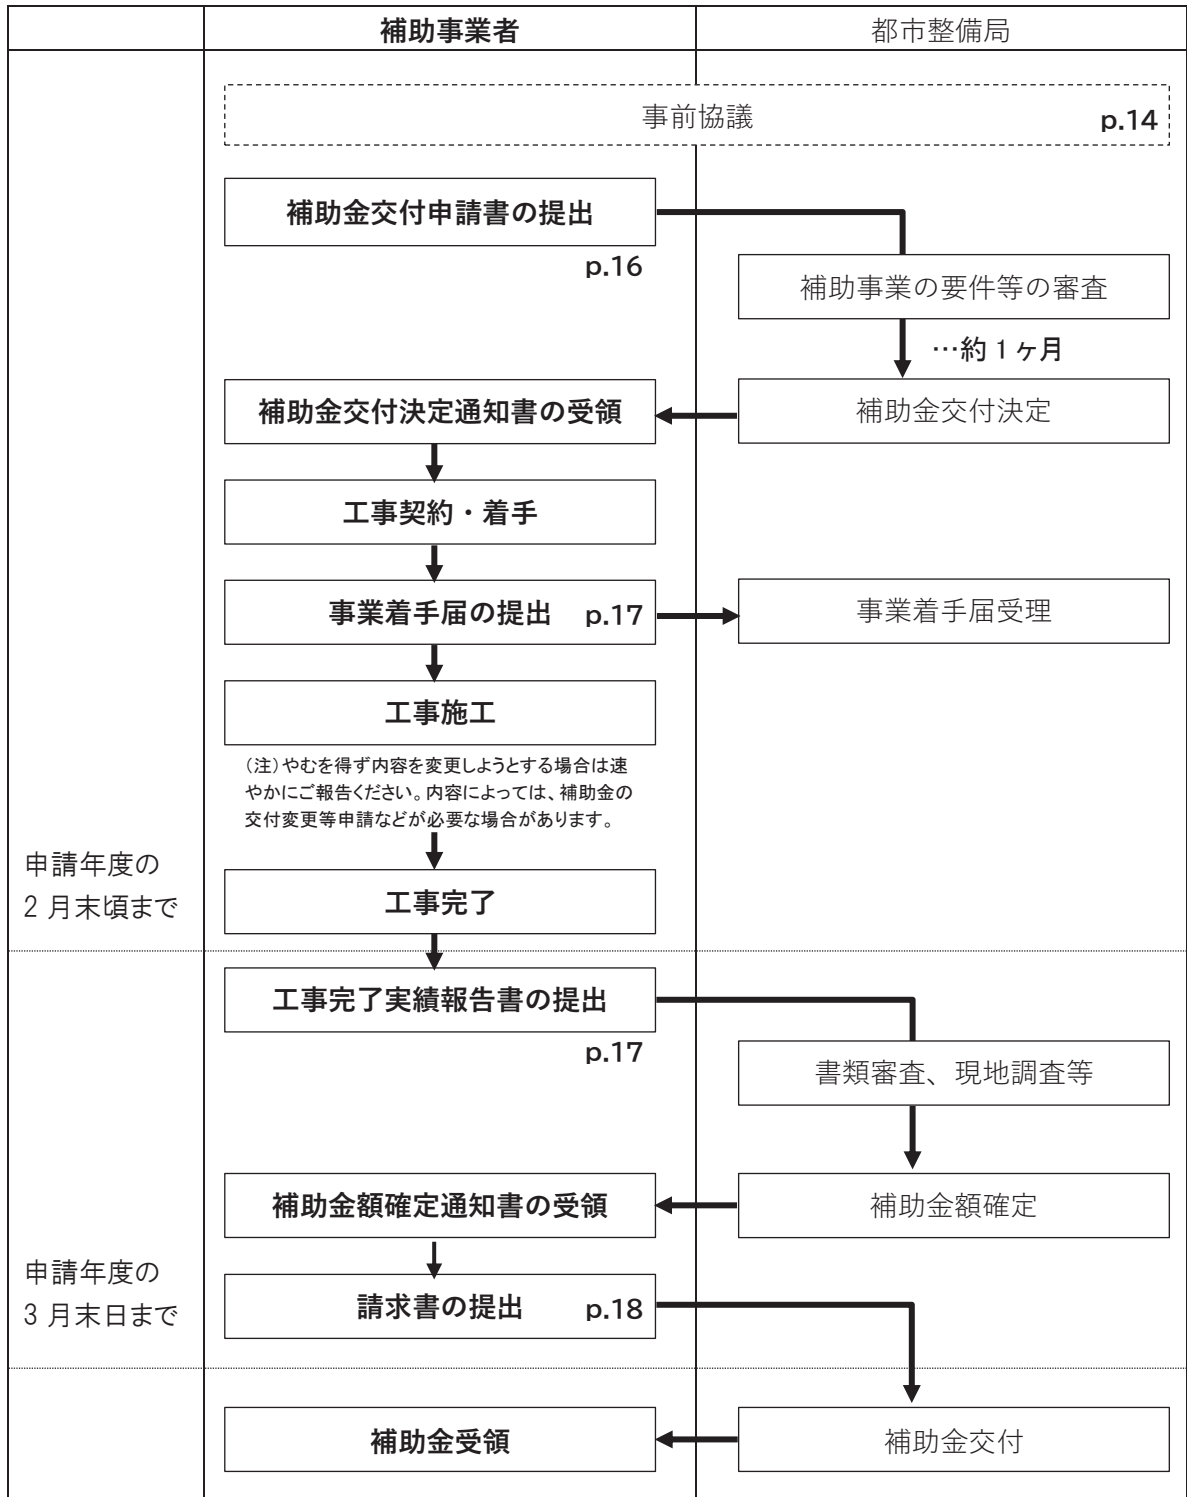 補助事業者
都市整備局
事前協議
p.14
補助金交付申請書の提出
p.16
補助事業の要件等の審査
…約１ヶ月
補助金交付決定通知書の受領
補助金交付決定
工事契約・着手
事業着手届の提出 p.17
事業着手届受理
工事施工
（注）やむを得ず内容を変更しようとする場合は速
やかにご報告ください。内容によっては、補助金の
交付変更等申請などが必要な場合があります。
申請年度の
2 月末頃まで
工事完了
工事完了実績報告書の提出
p.17
書類審査、現地調査等
補助金額確定通知書の受領
補助金額確定
申請年度の
3 月末日まで
請求書の提出 p.18
補助金受領
補助金交付